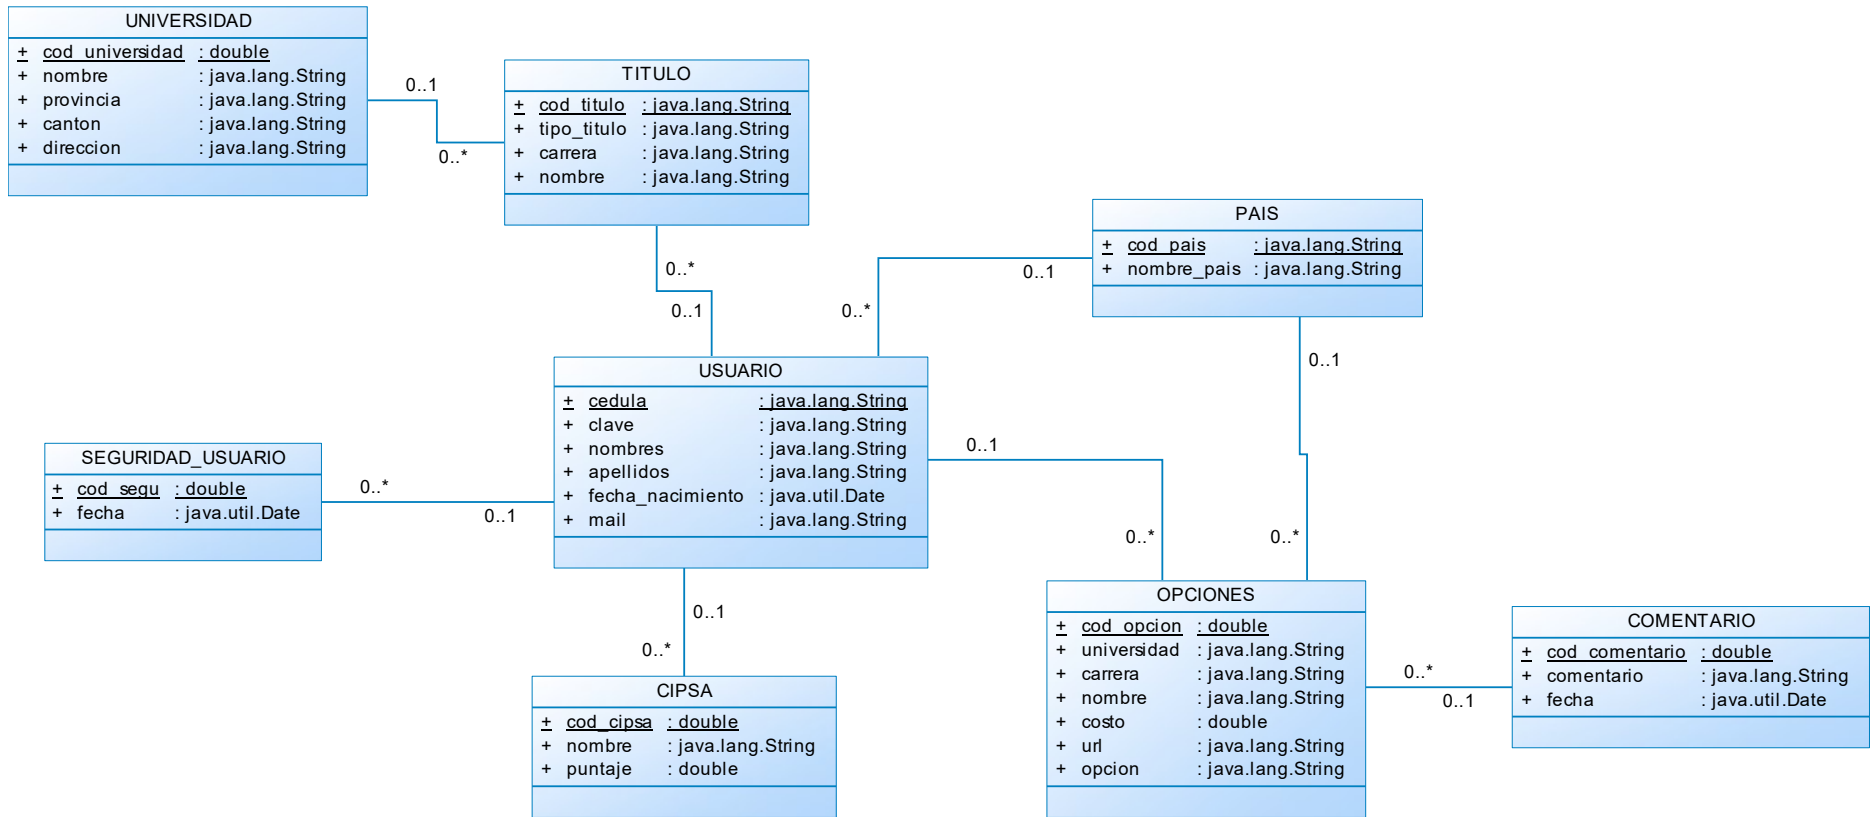 UNIVERSIDAD
+ cod_universidad : double
+ nombre : java.lang.String
+ provincia : java.lang.String
+ canton : java.lang.String
+ direccion : java.lang.String
0..1
0..*
TITULO
+ cod_titulo : java.lang.String
+ tipo_titulo : java.lang.String
+ carrera : java.lang.String
+ nombre : java.lang.String
0..*
0..1
PAIS
+ cod_pais : java.lang.String
+ nombre_pais : java.lang.String
0..1
0..*
0..1
USUARIO
+ cedula : java.lang.String
+ clave : java.lang.String
+ nombres : java.lang.String
+ apellidos : java.lang.String
+ fecha_nacimiento : java.util.Date
+ mail : java.lang.String
SEGURIDAD_USUARIO
+ cod_segu : double
+ fecha : java.util.Date
0..*
0..1
0..1
0..*
0..*
0..1
0..*
CIPSA
+ cod_cipsa : double
+ nombre : java.lang.String
+ puntaje : double
OPCIONES
+ cod_opcion : double
+ universidad : java.lang.String
+ carrera : java.lang.String
+ nombre : java.lang.String
+ costo : double
+ url : java.lang.String
+ opcion : java.lang.String
0..*
0..1
COMENTARIO
+ cod_comentario : double
+ comentario : java.lang.String
+ fecha : java.util.Date